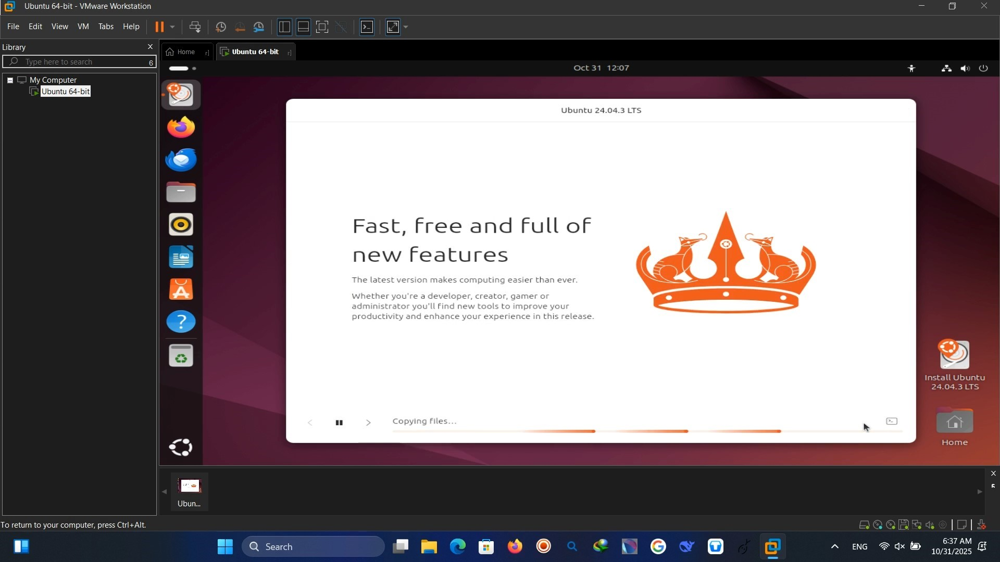 Ubuntu 64-bit - VMware Workstation
File Edit View VM Tabs Help
Library
Type here to search
My Computer
Ubuntu 64-bit
Home
Ubuntu 64-bit
Oct 31 12:07
Ubuntu 24.04.3 LTS
Fast, free and full of
new features
The latest version makes computing easier than ever.
Whether you're a developer, creator, gamer or
administrator you'll find new tools to improve your
productivity and enhance your experience in this release.
Copying files...
Install Ubuntu
24.04.3 LTS
Home
Ubun...
To return to your computer, press Ctrl+Alt.
Search
ENG
6:37 AM
10/31/2025